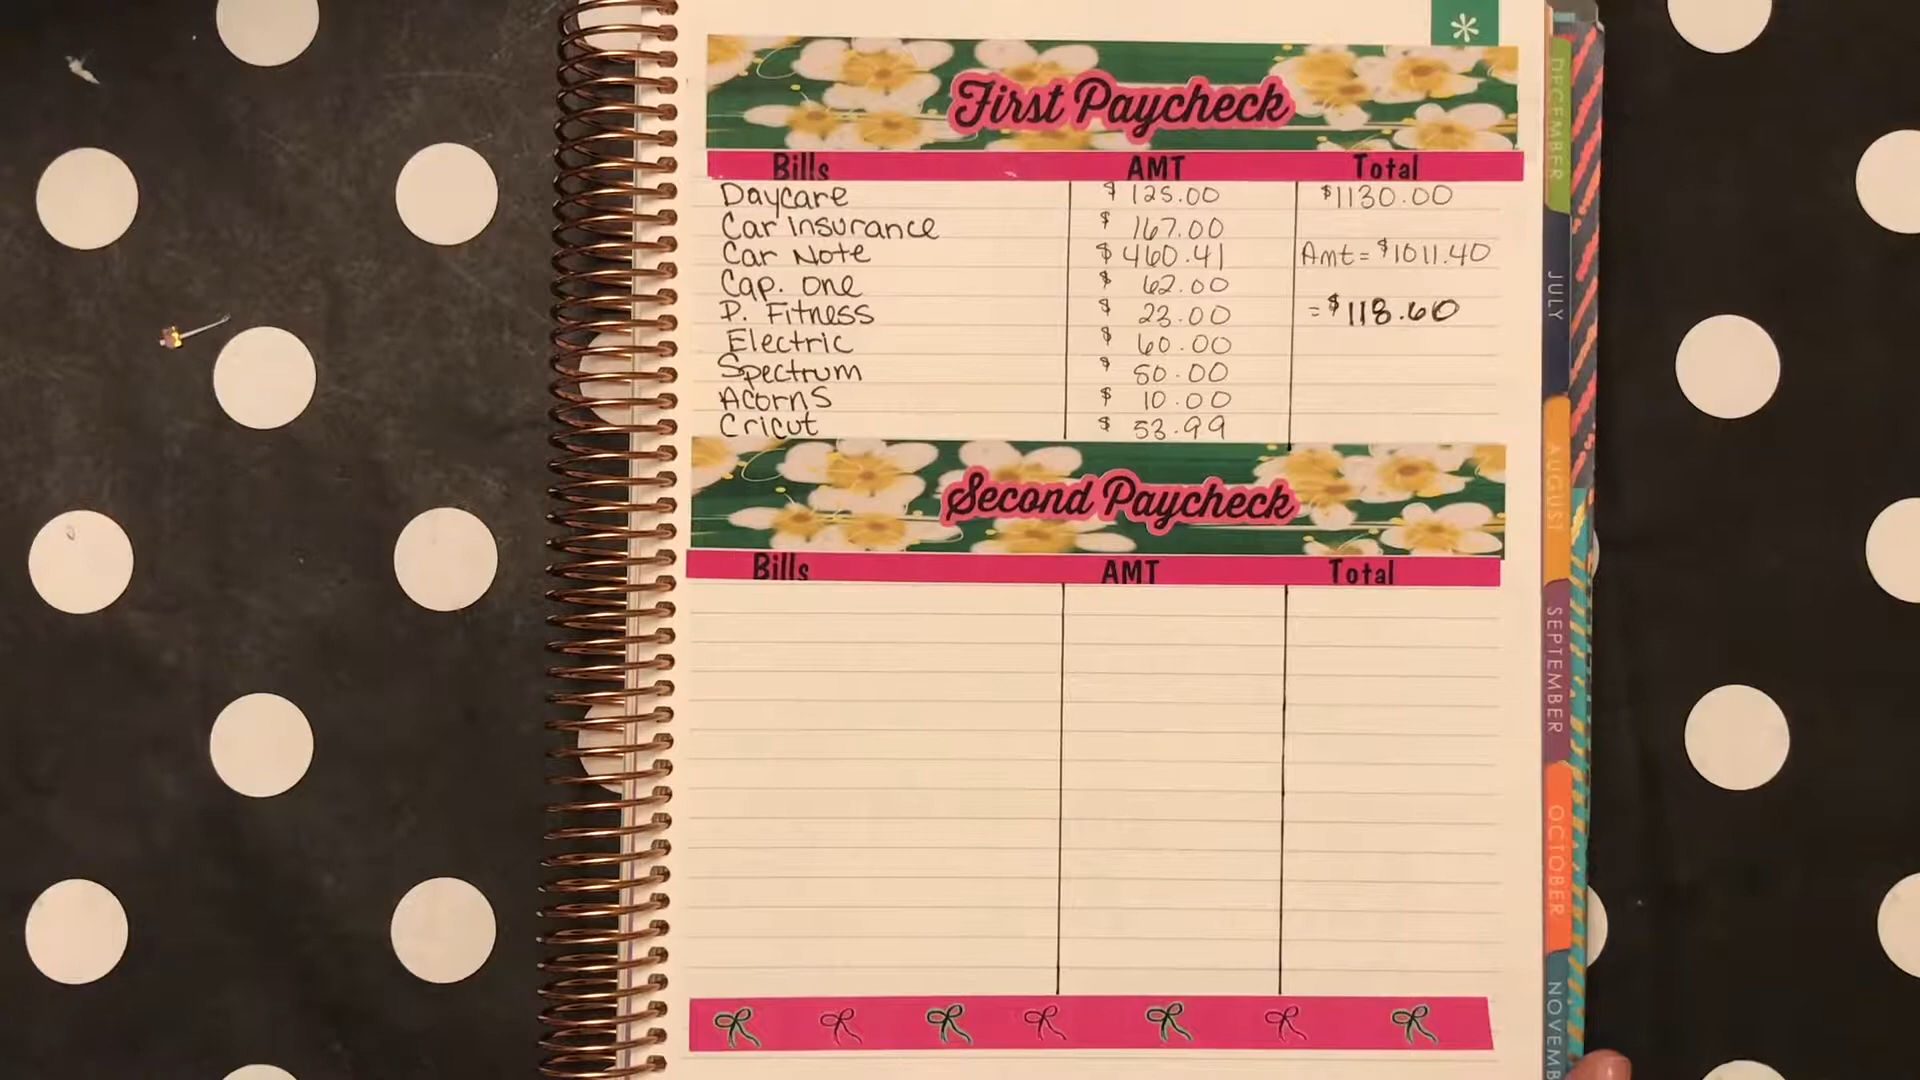 *
First Paycheck
Bills AMT Total
Daycare $ 125.00 $1130.00
Car Insurance $ 167.00
Car Note $ 460.41 Amt = $1011.40
Cap. One $ 62.00
P. Fitness $ 23.00 = $118.60
Electric $ 60.00
Spectrum $ 50.00
Acorns $ 10.00
Cricut $ 53.99
Second Paycheck
Bills AMT Total
DECEMBER
JULY
AUGUST
SEPTEMBER
OCTOBER
NOVEMB